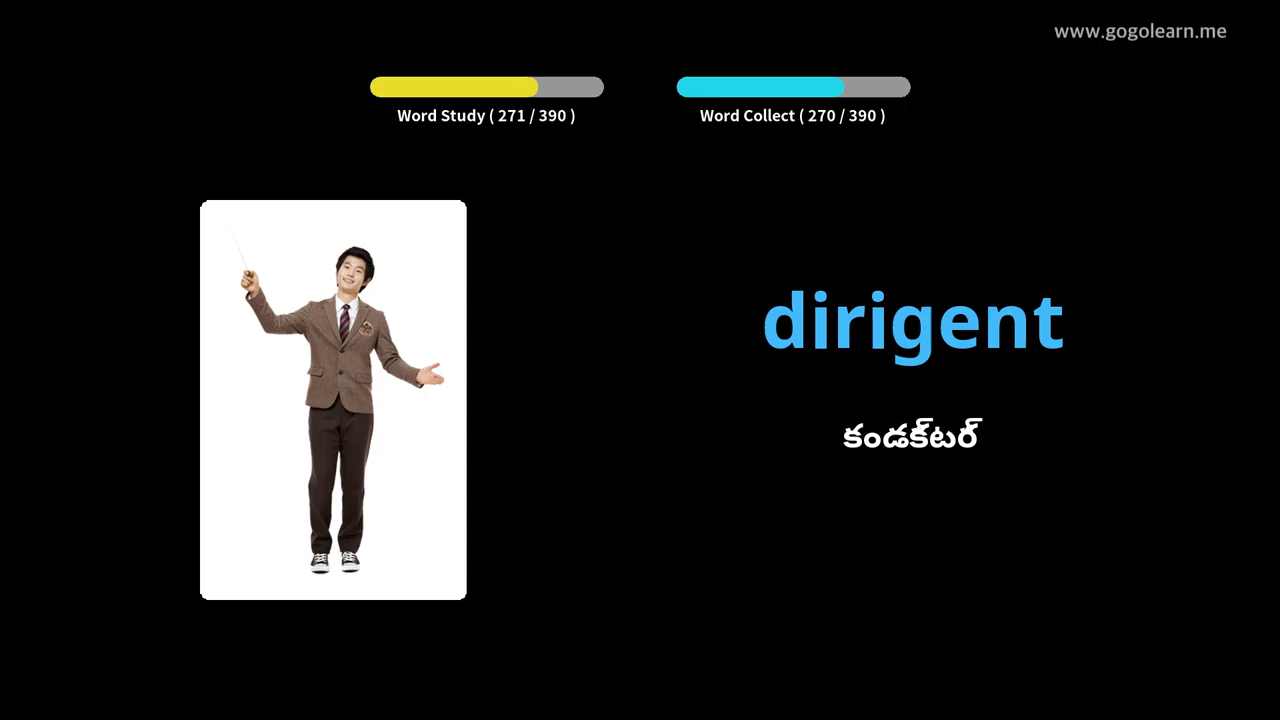 www.gogolearn.me
Word Study ( 271 / 390 )
Word Collect ( 270 / 390 )
dirigent
కండక్‌టర్